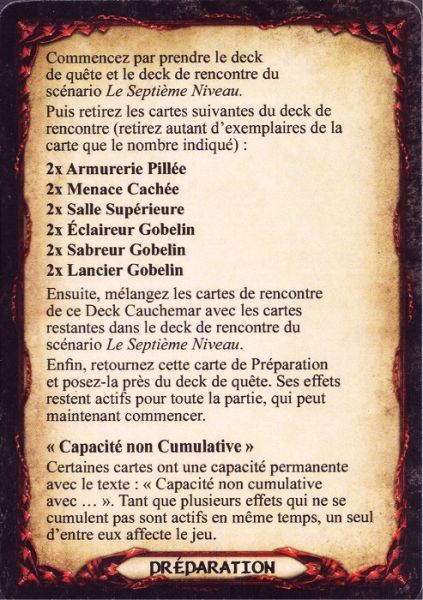 Commencez par prendre le deck
de quête et le deck de rencontre du
scénario Le Septième Niveau.
Puis retirez les cartes suivantes du deck de
rencontre (retirez autant d'exemplaires de la
carte que le nombre indiqué) :
2x Armurerie Pillée
2x Menace Cachée
2x Salle Supérieure
2x Éclaireur Gobelin
2x Sabreur Gobelin
2x Lancier Gobelin
Ensuite, mélangez les cartes de rencontre
de ce Deck Cauchemar avec les cartes
restantes dans le deck de rencontre du
scénario Le Septième Niveau.
Enfin, retournez cette carte de Préparation
et posez-la près du deck de quête. Ses effets
restent actifs pour toute la partie, qui peut
maintenant commencer.
« Capacité non Cumulative »
Certaines cartes ont une capacité permanente
avec le texte : « Capacité non cumulative
avec … ». Tant que plusieurs effets qui ne se
cumulent pas sont actifs en même temps, un seul
d'entre eux affecte le jeu.
PRÉPARATION